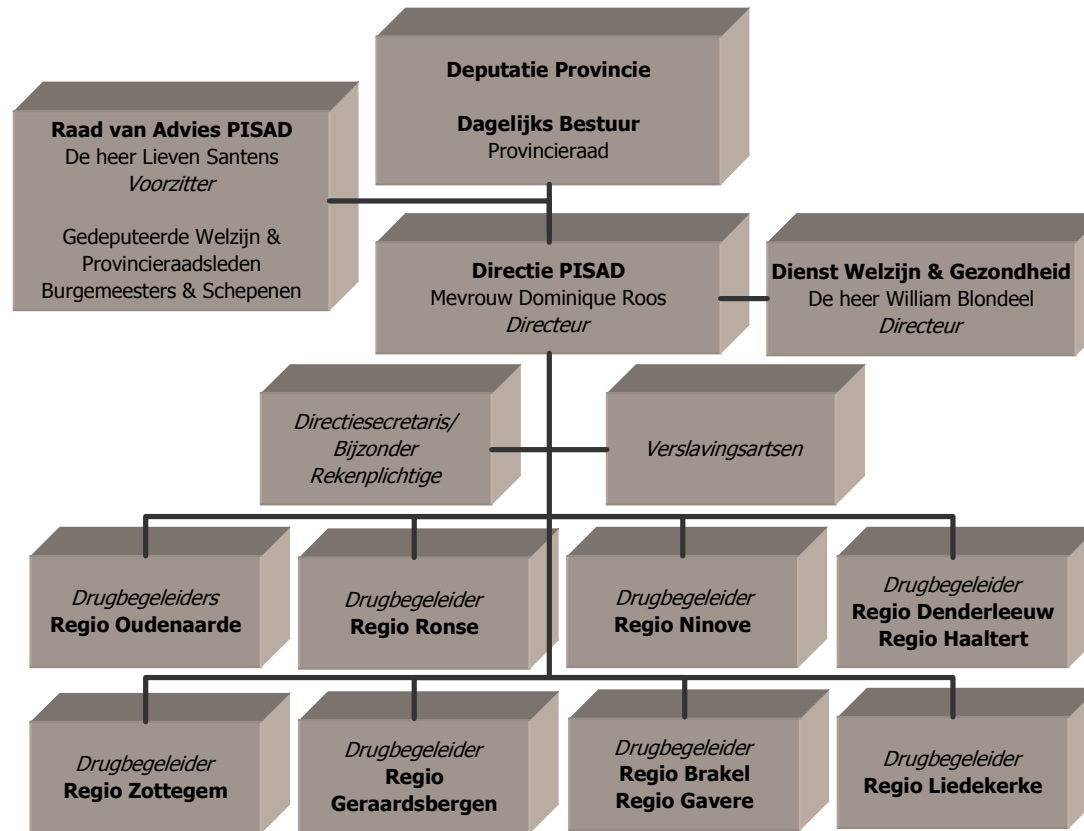 Deputatie Provincie
Dagelijks Bestuur
Provincieraad
Raad van Advies PISAD
De heer Lieven Santens
Voorzitter
Gedeputeerde Welzijn &
Provincieraadsleden
Burgemeesters & Schepenen
Directie PISAD
Mevrouw Dominique Roos
Directeur
Dienst Welzijn & Gezondheid
De heer William Blondeel
Directeur
Directiesecretaris/
Bijzonder
Rekenplichtige
Verslavingsartsen
Drugbegeleiders
Regio Oudenaarde
Drugbegeleider
Regio Ronse
Drugbegeleider
Regio Ninove
Drugbegeleider
Regio Denderleeuw
Regio Haaltert
Drugbegeleider
Regio Zottegem
Drugbegeleider
Regio
Geraardsbergen
Drugbegeleider
Regio Brakel
Regio Gavere
Drugbegeleider
Regio Liedekerke